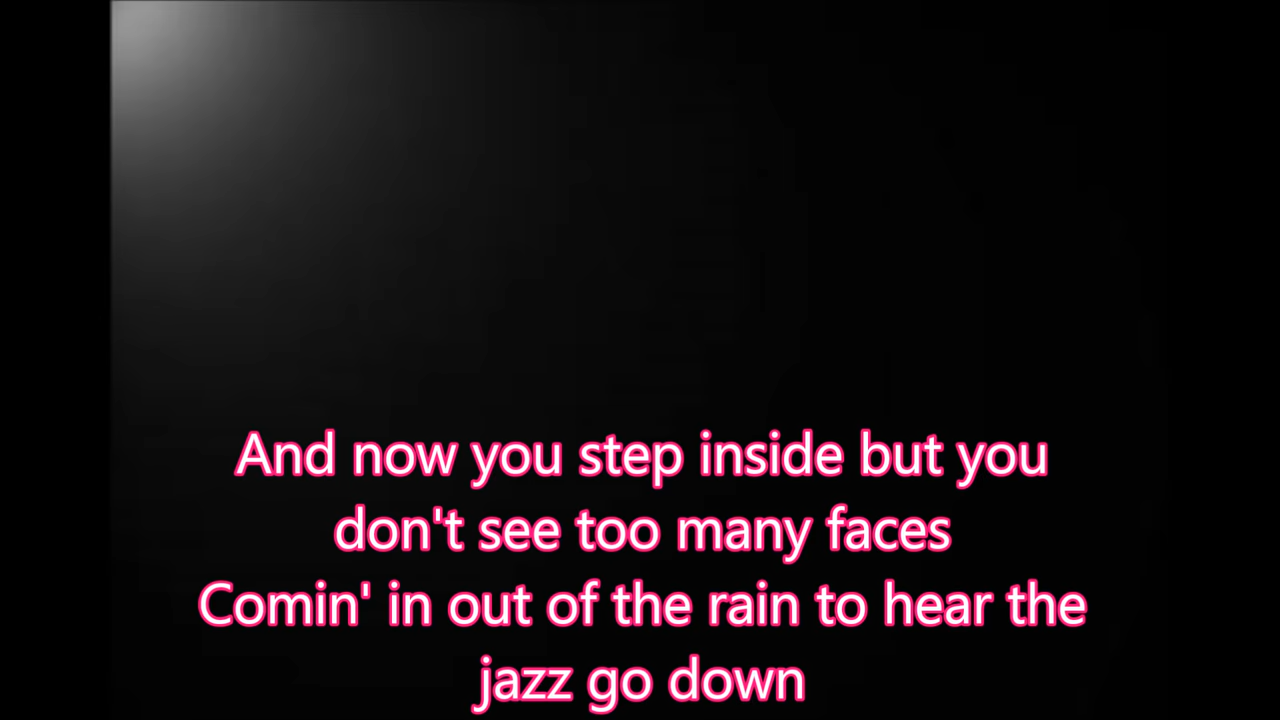 And now you step inside but you
don't see too many faces
Comin' in out of the rain to hear the
jazz go down